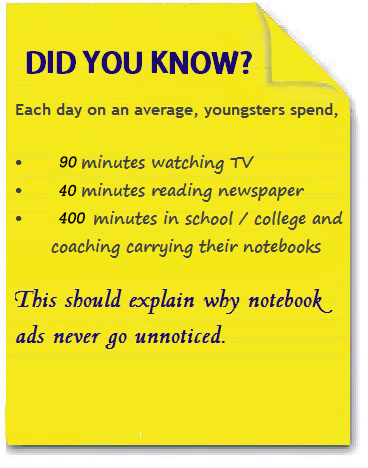 DID YOU KNOW?
Each day on an average, youngsters spend,
• 90 minutes watching TV
• 40 minutes reading newspaper
• 400 minutes in school / college and
coaching carrying their notebooks
This should explain why notebook
ads never go unnoticed.